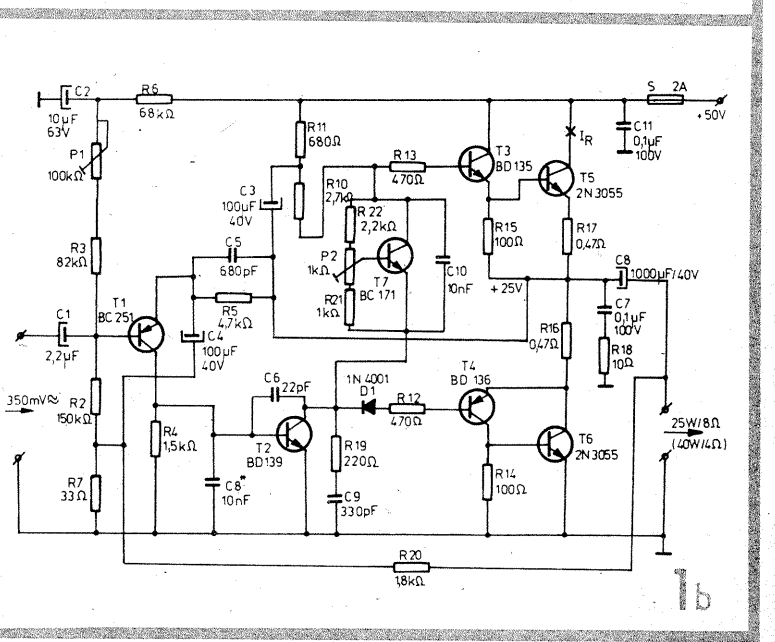 C2
10µF
63V
R6
68kΩ
S 2A
+50V
P1
100kΩ
R11
680Ω
C11
0,1µF
100V
IR
R13
470Ω
T3
BD135
T5
2N3055
R10
2,7kΩ
C3
100µF
40V
R22
2,2kΩ
R3
82kΩ
C5
680pF
P2
1kΩ
T7
BC 171
C10
10nF
R15
100Ω
R17
0,47Ω
C8
1000µF/40V
+25V
R21
1kΩ
C7
0,1µF
100V
C1
2,2µF
T1
BC251
R5
4,7kΩ
C4
100µF
40V
R16
0,47Ω
R18
10Ω
350mV≈
R2
150kΩ
C6
22pF
1N 4001
D1
R12
470Ω
T4
BD 136
25W/8Ω
(40W/4Ω)
R4
1,5kΩ
T2
BD139
R19
220Ω
T6
2N3055
R7
33Ω
C8*
10nF
C9
330pF
R14
100Ω
R20
1,8kΩ
1b